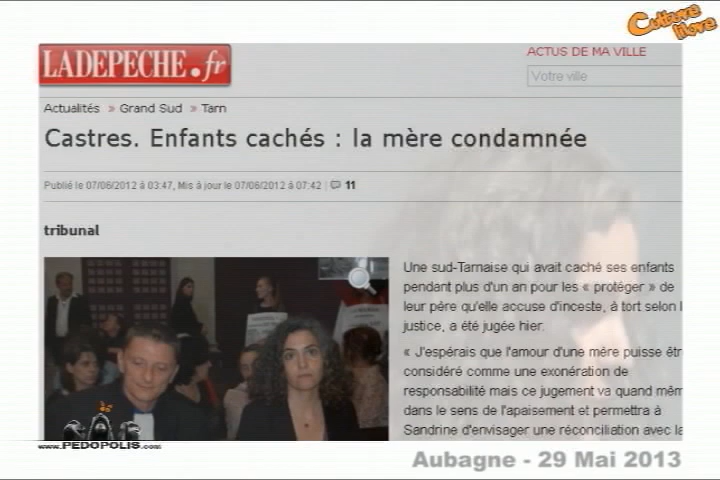 Culture libre
LADEPECHE.fr
ACTUS DE MA VILLE
Votre ville
Actualités » Grand Sud » Tarn
Castres. Enfants cachés : la mère condamnée
Publié le 07/06/2012 à 03:47, Mis à jour le 07/06/2012 à 07:42 | 11
tribunal
Une sud-Tarnaise qui avait caché ses enfants
pendant plus d'un an pour les « protéger » de
leur père qu'elle accuse d'inceste, à tort selon l
justice, a été jugée hier.
« J'espérais que l'amour d'une mère puisse êtr
considéré comme une exonération de
responsabilité mais ce jugement va quand mêm
dans le sens de l'apaisement et permettra à
Sandrine d'envisager une réconciliation avec la
www.PEDOPOLIS.com
Aubagne - 29 Mai 2013